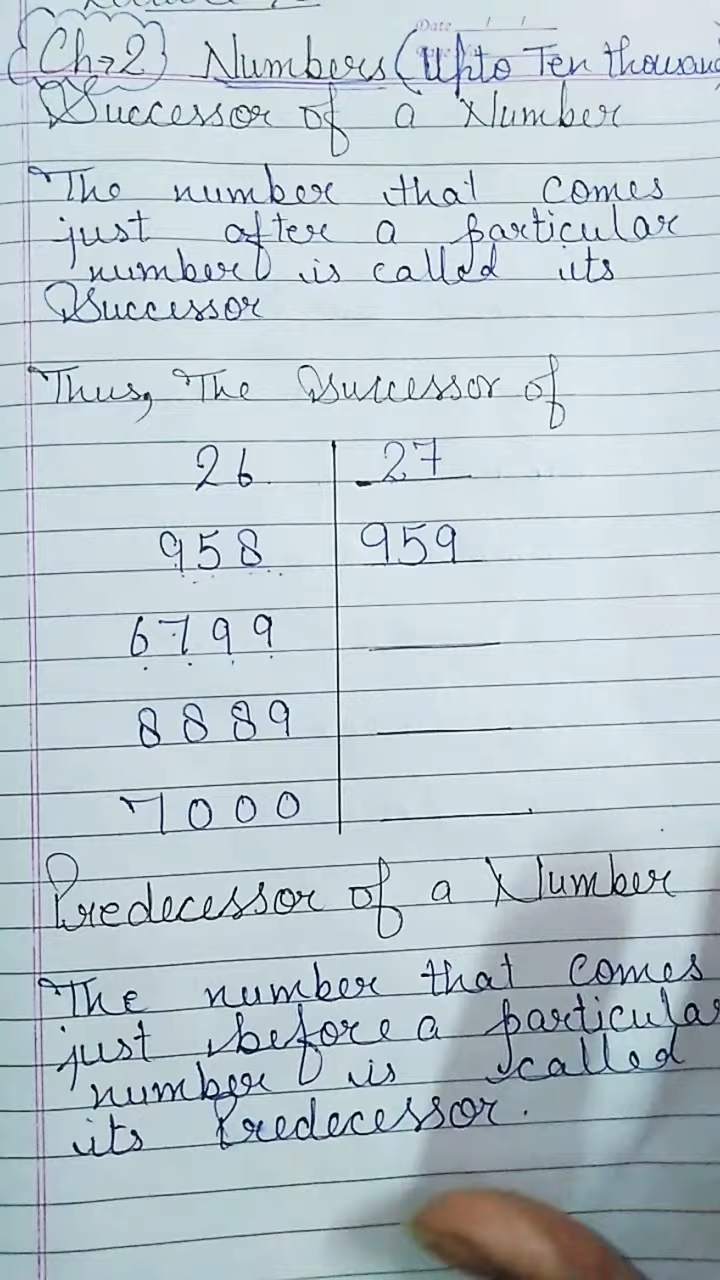 Date / /
Ch→2) Numbers (Upto Ten thousan
Successor of a Number
The number that comes
just after a particular
number is called its
Successor
Thus, The Successor of
26 27
958 959
6799
8889
7000
Predecessor of a Number
The number that comes
just before a particular
number is called
its Predecessor.